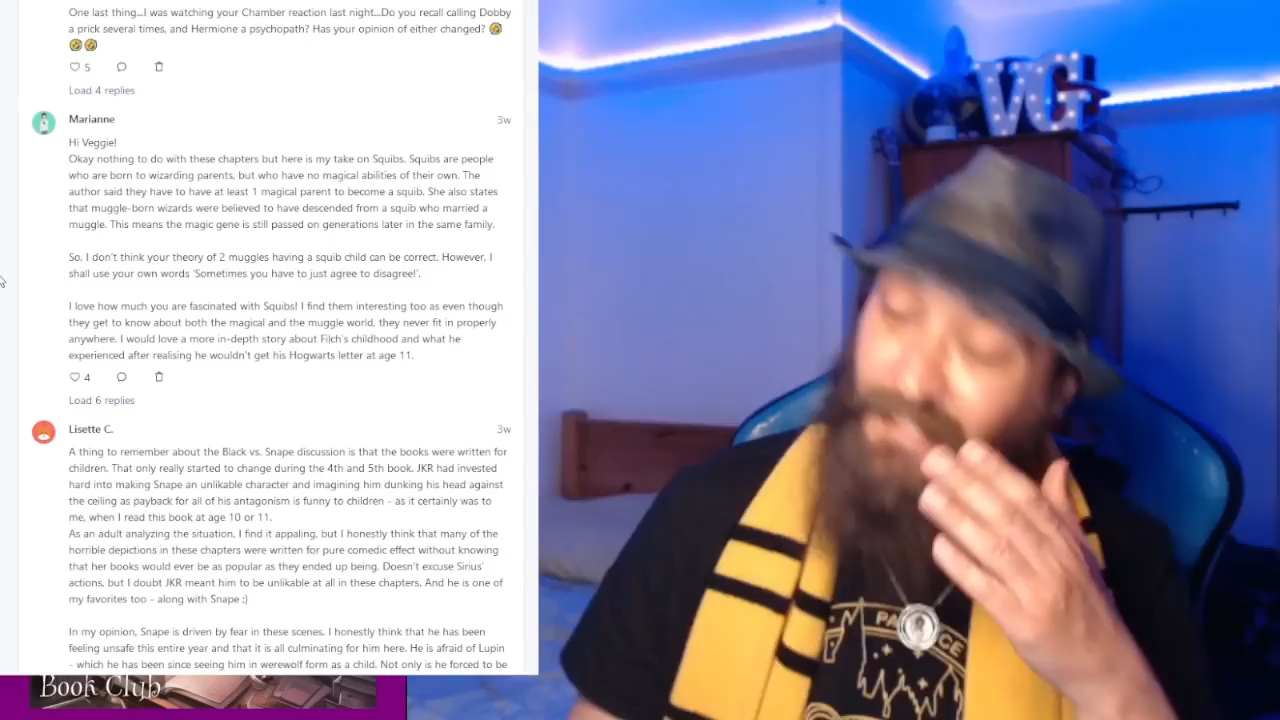 One last thing...I was watching your Chamber reaction last night...Do you recall calling Dobby
a prick several times, and Hermione a psychopath? Has your opinion of either changed? 🤣
🤣🤣
5
Load 4 replies
Marianne
3w
Hi Veggie!
Okay nothing to do with these chapters but here is my take on Squibs. Squibs are people
who are born to wizarding parents, but who have no magical abilities of their own. The
author said they have to have at least 1 magical parent to become a squib. She also states
that muggle-born wizards were believed to have descended from a squib who married a
muggle. This means the magic gene is still passed on generations later in the same family.
So, I don't think your theory of 2 muggles having a squib child can be correct. However, I
shall use your own words 'Sometimes you have to just agree to disagree!'.
I love how much you are fascinated with Squibs! I find them interesting too as even though
they get to know about both the magical and the muggle world, they never fit in properly
anywhere. I would love a more in-depth story about Filch's childhood and what he
experienced after realising he wouldn't get his Hogwarts letter at age 11.
4
Load 6 replies
Lisette C.
3w
A thing to remember about the Black vs. Snape discussion is that the books were written for
children. That only really started to change during the 4th and 5th book. JKR had invested
hard into making Snape an unlikable character and imagining him dunking his head against
the ceiling as payback for all of his antagonism is funny to children - as it certainly was to
me, when I read this book at age 10 or 11.
As an adult analyzing the situation, I find it appaling, but I honestly think that many of the
horrible depictions in these chapters were written for pure comedic effect without knowing
that her books would ever be as popular as they ended up being. Doesn't excuse Sirius'
actions, but I doubt JKR meant him to be unlikable at all in these chapters. And he is one of
my favorites too - along with Snape ;)
In my opinion, Snape is driven by fear in these scenes. I honestly think that he has been
feeling unsafe this entire year and that it is all culminating for him here. He is afraid of Lupin
- which he has been since seeing him in werewolf form as a child. Not only is he forced to be
Book Club
VG